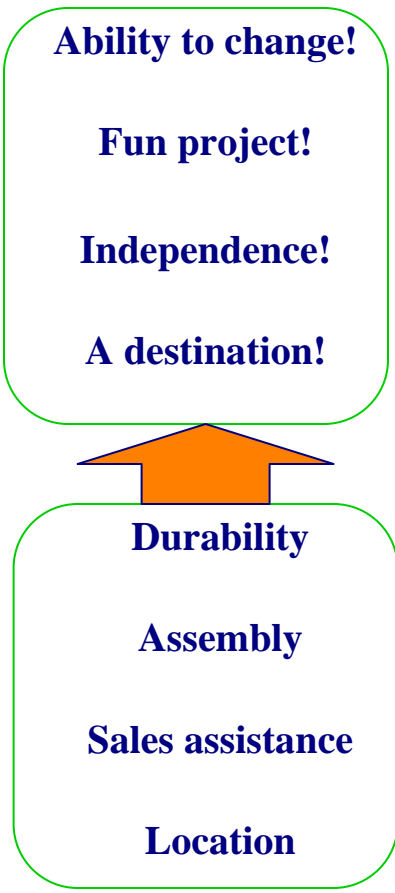 Ability to change!
Fun project!
Independence!
A destination!
Durability
Assembly
Sales assistance
Location